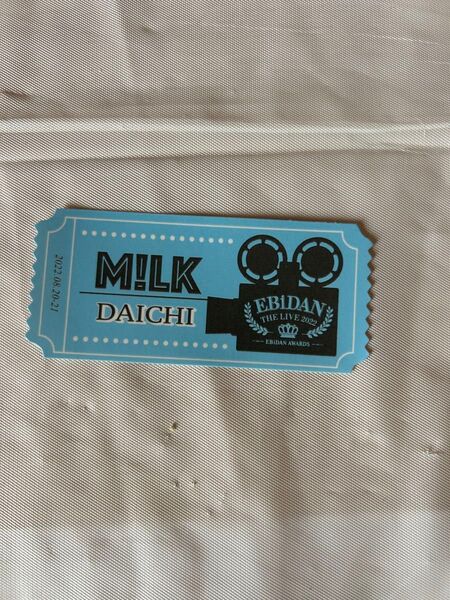 2022.08.20-21
M!LK
DAICHI
EBiDAN
THE LIVE 2022
EBiDAN AWARDS